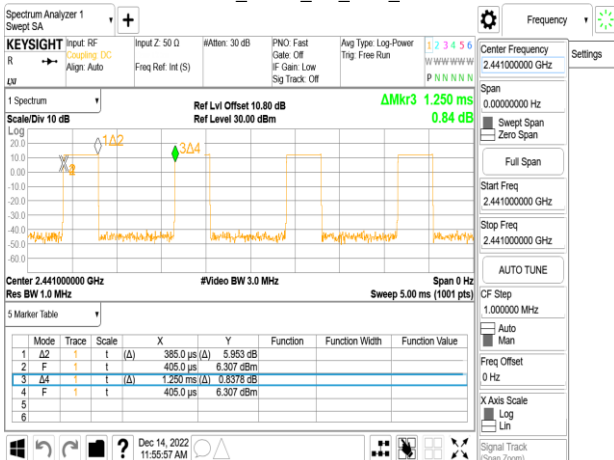 Spectrum Analyzer 1
Swept SA
KEYSIGHT
R
Input: RF
Coupling: DC
Align: Auto
Input Z: 50 Ω
Freq Ref: Int (S)
#Atten: 30 dB
PNO: Fast
Gate: Off
IF Gain: Low
Sig Track: Off
Avg Type: Log-Power
Trig: Free Run
1 2 3 4 5 6
W W W W W W
P N N N N N
1 Spectrum
Scale/Div 10 dB
Ref Lvl Offset 10.80 dB
Ref Level 30.00 dBm
ΔMkr3 1.250 ms
0.84 dB
Log
20.0
10.0
0.00
-10.0
-20.0
-30.0
-40.0
-50.0
-60.0
1Δ2
3Δ4
Center 2.441000000 GHz
Res BW 1.0 MHz
#Video BW 3.0 MHz
Span 0 Hz
Sweep 5.00 ms (1001 pts)
5 Marker Table
Mode Trace Scale X Y Function Function Width Function Value
1 Δ2 1 t (Δ) 385.0 µs (Δ) 5.953 dB
2 F 1 t 405.0 µs 6.307 dBm
3 Δ4 1 t (Δ) 1.250 ms (Δ) 0.8378 dB
4 F 1 t 405.0 µs 6.307 dBm
5
6
?
Dec 14, 2022
11:55:57 AM
Frequency
Settings
Center Frequency
2.441000000 GHz
Span
0.00000000 Hz
Swept Span
Zero Span
Full Span
Start Freq
2.441000000 GHz
Stop Freq
2.441000000 GHz
AUTO TUNE
CF Step
1.000000 MHz
Auto
Man
Freq Offset
0 Hz
X Axis Scale
Log
Lin
Signal Track
(Span Zoom)